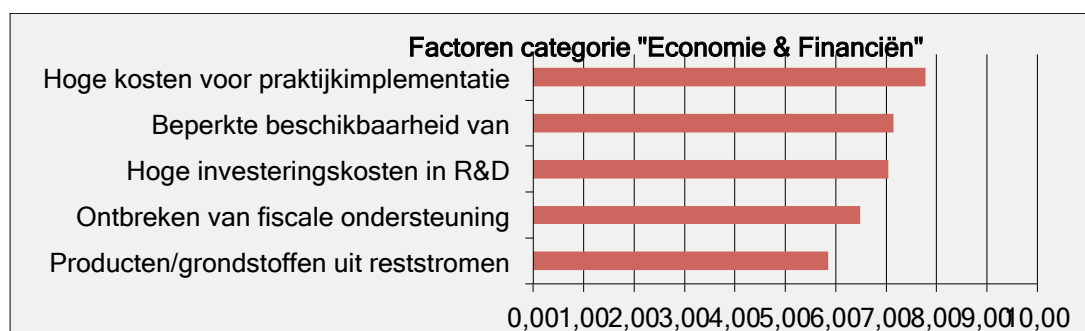 Factoren categorie "Economie & Financiën"
Hoge kosten voor praktijkimplementatie
Beperkte beschikbaarheid van
Hoge investeringskosten in R&D
Ontbreken van fiscale ondersteuning
Producten/grondstoffen uit reststromen
0,001,002,003,004,005,006,007,008,009,0010,00